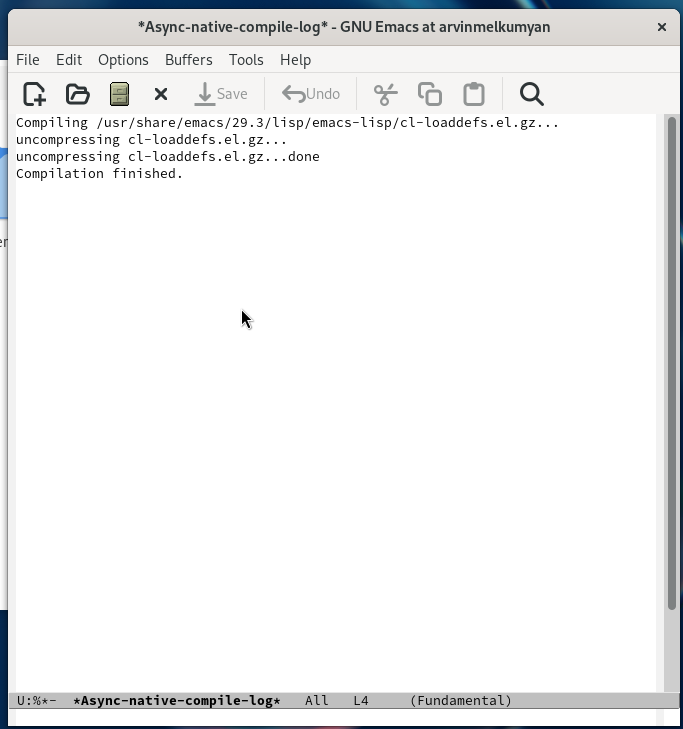 *Async-native-compile-log* - GNU Emacs at arvinmelkumyan
File Edit Options Buffers Tools Help
Save Undo
Compiling /usr/share/emacs/29.3/lisp/emacs-lisp/cl-loaddefs.el.gz...
uncompressing cl-loaddefs.el.gz...
uncompressing cl-loaddefs.el.gz...done
Compilation finished.
U:%*- *Async-native-compile-log* All L4 (Fundamental)